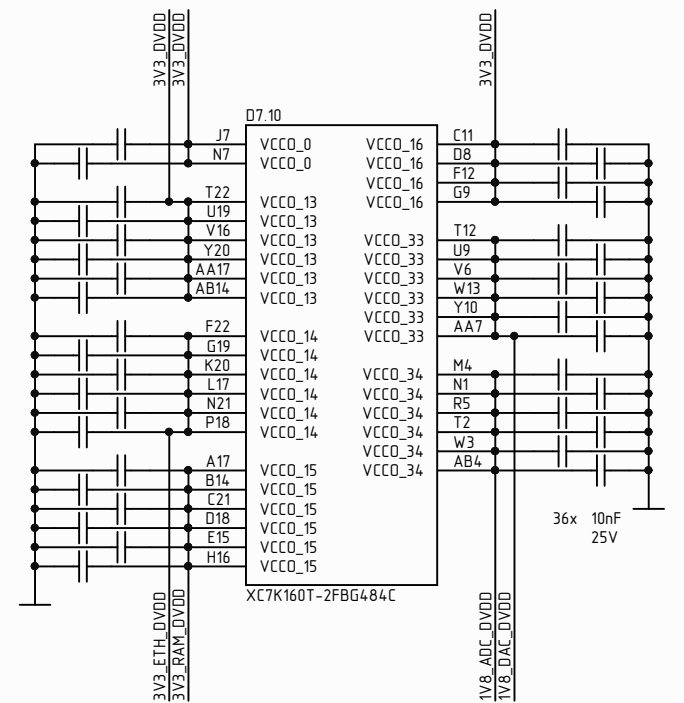 3V3_DVDD
3V3_DVDD
3V3_DVDD
D7.10
J7 VCCO_0 VCCO_16 C11
N7 VCCO_0 VCCO_16 D8
VCCO_16 F12
T22 VCCO_13 VCCO_16 G9
U19 VCCO_13
V16 VCCO_13 VCCO_33 T12
Y20 VCCO_13 VCCO_33 U9
AA17 VCCO_13 VCCO_33 V6
AB14 VCCO_13 VCCO_33 W13
VCCO_33 Y10
F22 VCCO_14 VCCO_33 AA7
G19 VCCO_14
K20 VCCO_14 VCCO_34 M4
L17 VCCO_14 VCCO_34 N1
N21 VCCO_14 VCCO_34 R5
P18 VCCO_14 VCCO_34 T2
VCCO_34 W3
A17 VCCO_15 VCCO_34 AB4
B14 VCCO_15
C21 VCCO_15
D18 VCCO_15
E15 VCCO_15
H16 VCCO_15
36x 10nF
25V
XC7K160T-2FBG484C
3V3_ETH_DVDD
3V3_RAM_DVDD
1V8_ADC_DVDD
1V8_DAC_DVDD